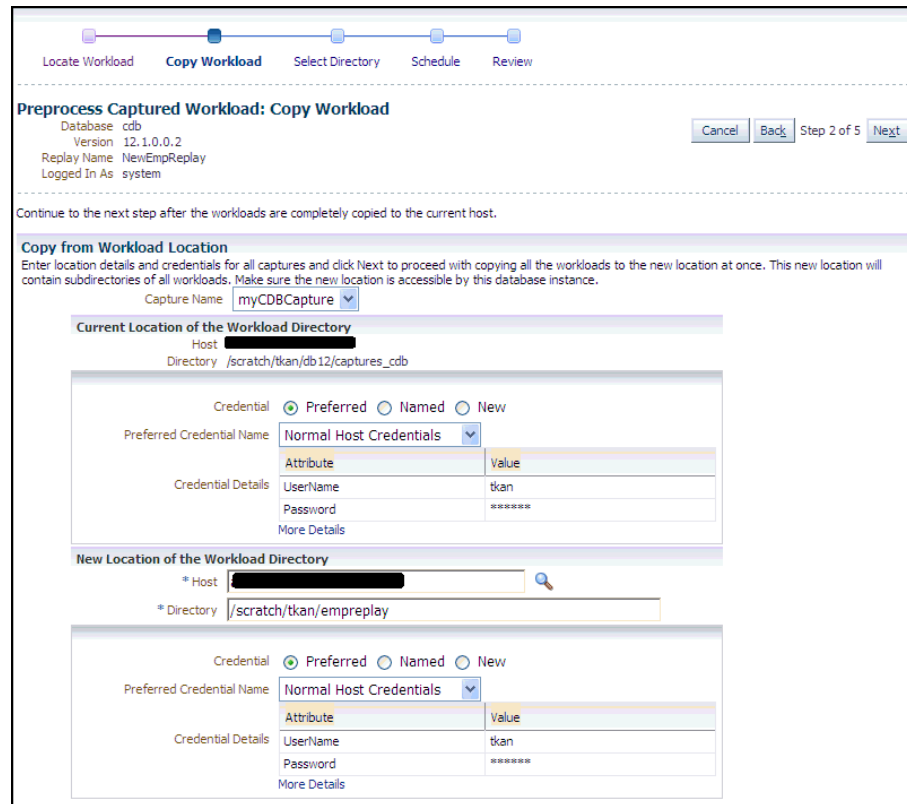 Locate Workload Copy Workload Select Directory Schedule Review
Preprocess Captured Workload: Copy Workload
Database cdb
Version 12.1.0.0.2
Replay Name NewEmpReplay
Logged In As system
Cancel Back Step 2 of 5 Next
Continue to the next step after the workloads are completely copied to the current host.
Copy from Workload Location
Enter location details and credentials for all captures and click Next to proceed with copying all the workloads to the new location at once. This new location will
contain subdirectories of all workloads. Make sure the new location is accessible by this database instance.
Capture Name myCDBCapture
Current Location of the Workload Directory
Host
Directory /scratch/tkan/db12/captures_cdb
Credential Preferred Named New
Preferred Credential Name Normal Host Credentials
Attribute Value
Credential Details UserName tkan
Password ******
More Details
New Location of the Workload Directory
* Host
* Directory /scratch/tkan/empreplay
Credential Preferred Named New
Preferred Credential Name Normal Host Credentials
Attribute Value
Credential Details UserName tkan
Password ******
More Details